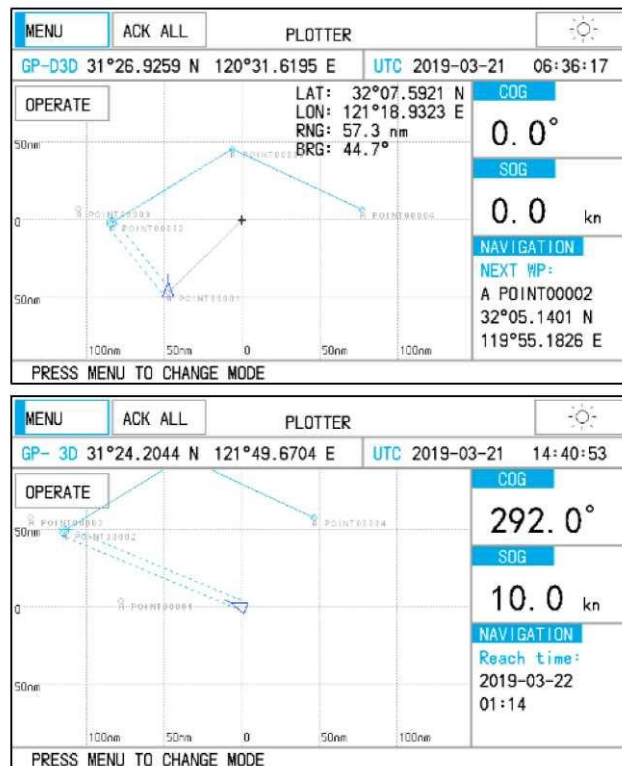 MENU
ACK ALL
PLOTTER
GP-D3D 31°26.9259 N 120°31.6195 E
UTC 2019-03-21 06:36:17
OPERATE
LAT: 32°07.5921 N
LON: 121°18.9323 E
RNG: 57.3 nm
BRG: 44.7°
COG
0.0°
SOG
0.0 kn
NAVIGATION
NEXT WP:
A POINT00002
32°05.1401 N
119°55.1826 E
50nm
0
50nm
A POINT00004
100nm 50nm 0 50nm 100nm
PRESS MENU TO CHANGE MODE
MENU
ACK ALL
PLOTTER
GP- 3D 31°24.2044 N 121°49.6704 E
UTC 2019-03-21 14:40:53
OPERATE
COG
292.0°
SOG
10.0 kn
NAVIGATION
Reach time:
2019-03-22
01:14
50nm
A POINT00004
0
A POINT00001
50nm
100nm 50nm 0 50nm 100nm
PRESS MENU TO CHANGE MODE